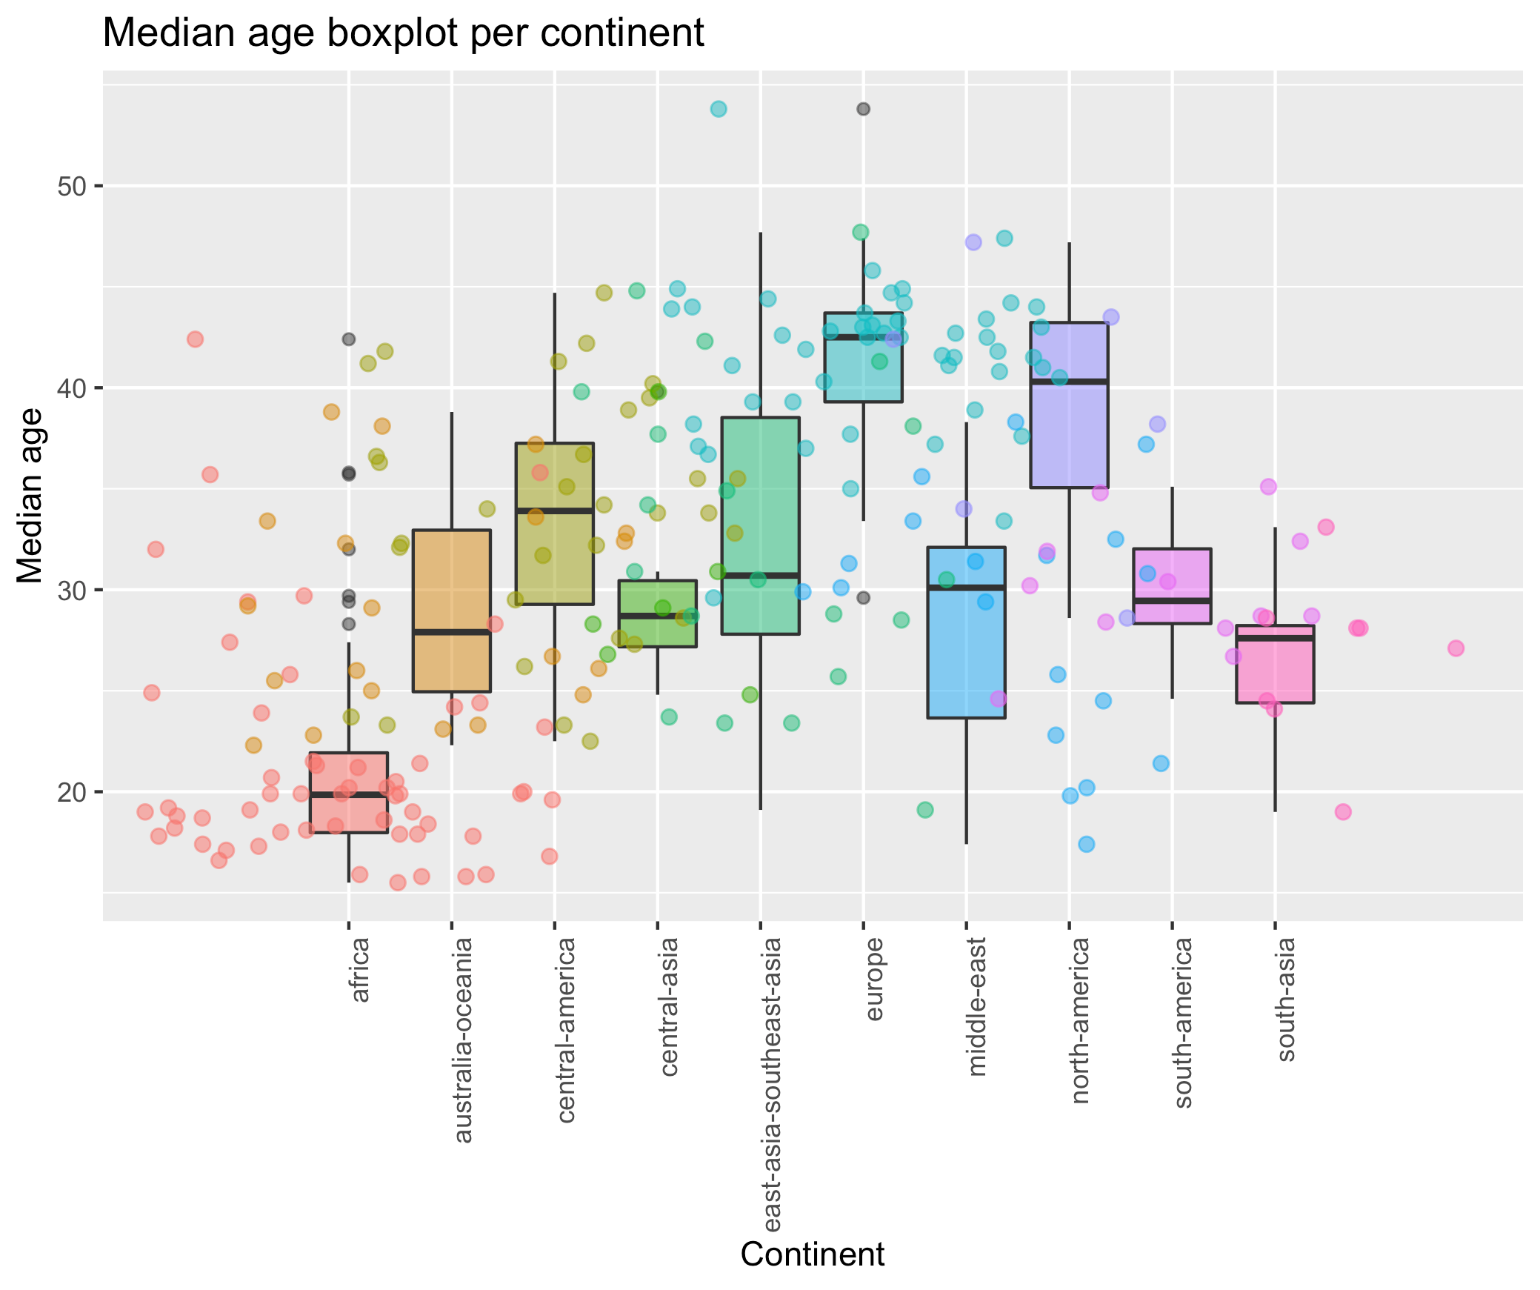 Median age boxplot per continent
Median age
50
40
30
20
africa
australia-oceania
central-america
central-asia
east-asia-southeast-asia
europe
middle-east
north-america
south-america
south-asia
Continent